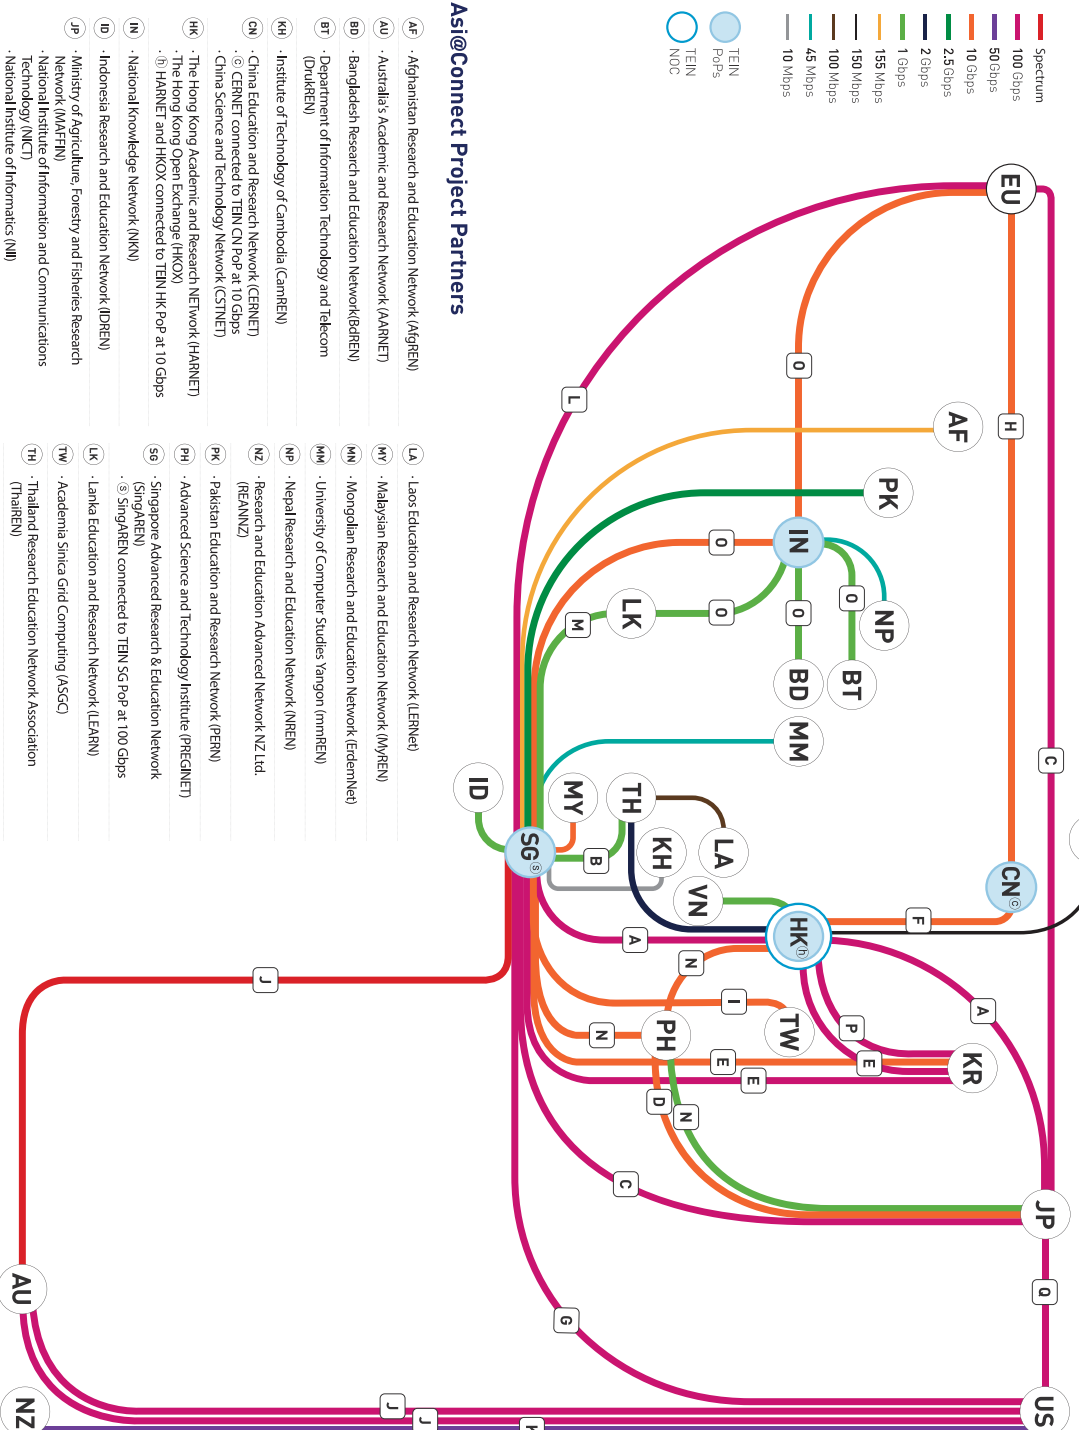 Spectrum
100 Gbps
50 Gbps
10 Gbps
2.5 Gbps
2 Gbps
1 Gbps
155 Mbps
150 Mbps
100 Mbps
45 Mbps
10 Mbps
TEIN
PoPs
TEIN
NOC
EU
C
H
O
L
AF
PK
IN
O
O
O
O
NP
LK
M
BD
BT
MM
C
ID
MY
TH
SG ⓢ
B
KH
LA
VN
CN ⓒ
F
HK ⓗ
A
A
J
N
I
TW
P
E
KR
N
PH
E
E
D
N
C
JP
Q
G
AU
US
NZ
J
J
Asi@Connect Project Partners
AF · Afghanistan Research and Education Network (AfgREN)
AU · Australia's Academic and Research Network (AARNET)
BD · Bangladesh Research and Education Network(BdREN)
BT · Department of Information Technology and Telecom
(DrukREN)
KH · Institute of Technology of Cambodia (CamREN)
CN · China Education and Research Network (CERNET)
ⓒ CERNET connected to TEIN CN PoP at 10 Gbps
· China Science and Technology Network (CSTNET)
HK · The Hong Kong Academic and Research NETwork (HARNET)
· The Hong Kong Open Exchange (HKOX)
· ⓗ HARNET and HKOX connected to TEIN HK PoP at 10 Gbps
IN · National Knowledge Network (NKN)
ID · Indonesia Research and Education Network (IDREN)
JP · Ministry of Agriculture, Forestry and Fisheries Research
Network (MAFFIN)
· National Institute of Information and Communications
Technology (NICT)
· National Institute of Informatics (NII)
LA · Laos Education and Research Network (LERNet)
MY · Malaysian Research and Education Network (MyREN)
MN · Mongolian Research and Education Network (ErdemNet)
MM · University of Computer Studies Yangon (mmREN)
NP · Nepal Research and Education Network (NREN)
NZ · Research and Education Advanced Network NZ Ltd.
(REANNZ)
PK · Pakistan Education and Research Network (PERN)
PH · Advanced Science and Technology Institute (PREGINET)
SG · Singapore Advanced Research & Education Network
(SingAREN)
· ⓢ SingAREN connected to TEIN SG PoP at 100 Gbps
LK · Lanka Education and Research Network (LEARN)
TW · Academia Sinica Grid Computing (ASGC)
TH · Thailand Research Education Network Association
(ThaiREN)